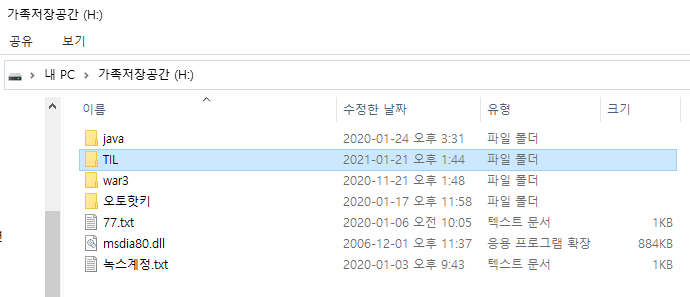 가족저장공간 (H:)
공유 보기
내 PC > 가족저장공간 (H:)
이름 수정한 날짜 유형 크기
java 2020-01-24 오후 3:31 파일 폴더
TIL 2021-01-21 오후 1:44 파일 폴더
war3 2020-11-21 오후 1:48 파일 폴더
오토핫키 2020-01-17 오후 11:58 파일 폴더
77.txt 2020-01-06 오전 10:05 텍스트 문서 1KB
msdia80.dll 2006-12-01 오후 11:37 응용 프로그램 확장 884KB
녹스계정.txt 2020-01-03 오후 9:43 텍스트 문서 1KB